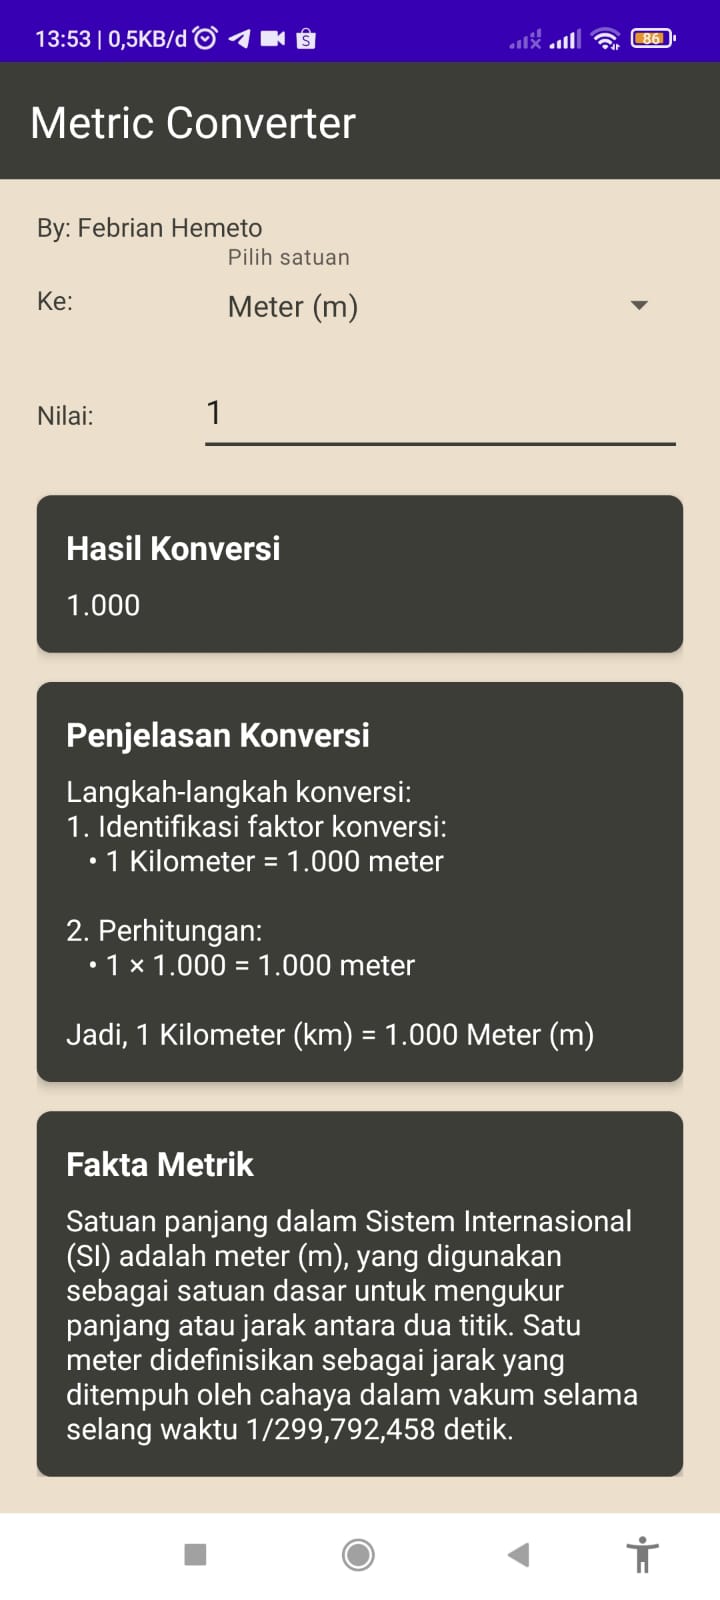 13:53 | 0,5KB/d
86
Metric Converter
By: Febrian Hemeto
Pilih satuan
Ke:
Meter (m)
Nilai:
1
Hasil Konversi
1.000
Penjelasan Konversi
Langkah-langkah konversi:
1. Identifikasi faktor konversi:
• 1 Kilometer = 1.000 meter
2. Perhitungan:
• 1 × 1.000 = 1.000 meter
Jadi, 1 Kilometer (km) = 1.000 Meter (m)
Fakta Metrik
Satuan panjang dalam Sistem Internasional
(SI) adalah meter (m), yang digunakan
sebagai satuan dasar untuk mengukur
panjang atau jarak antara dua titik. Satu
meter didefinisikan sebagai jarak yang
ditempuh oleh cahaya dalam vakum selama
selang waktu 1/299,792,458 detik.